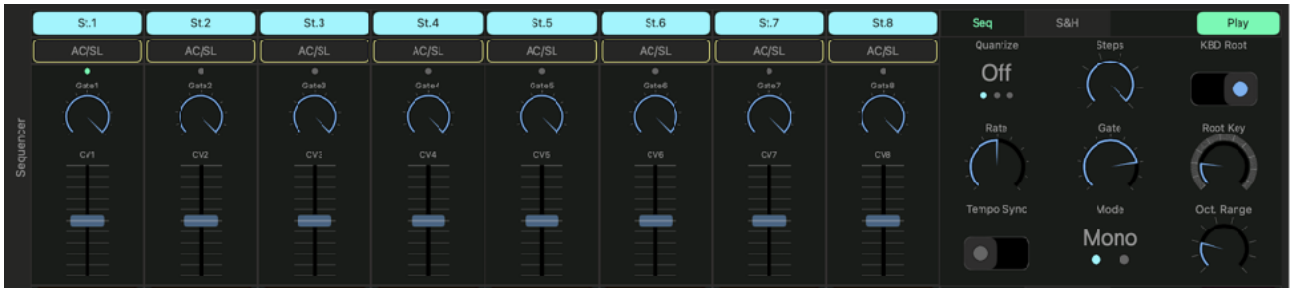 St.1 St.2 St.3 St.4 St.5 St.6 St.7 St.8 Seq S&H Play
AC/SL AC/SL AC/SL AC/SL AC/SL AC/SL AC/SL AC/SL
Quantize Steps KBD Root
Off
Gate1 Gate2 Gate3 Gate4 Gate5 Gate6 Gate7 Gate8
Rate Gate Root Key
Sequencer
CV1 CV2 CV3 CV4 CV5 CV6 CV7 CV8
Tempo Sync Mode Oct. Range
Mono